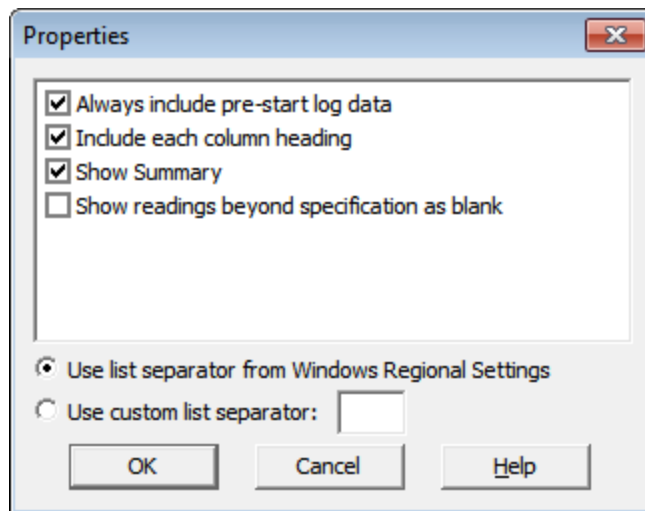 Properties
Always include pre-start log data
Include each column heading
Show Summary
Show readings beyond specification as blank
Use list separator from Windows Regional Settings
Use custom list separator:
OK Cancel Help